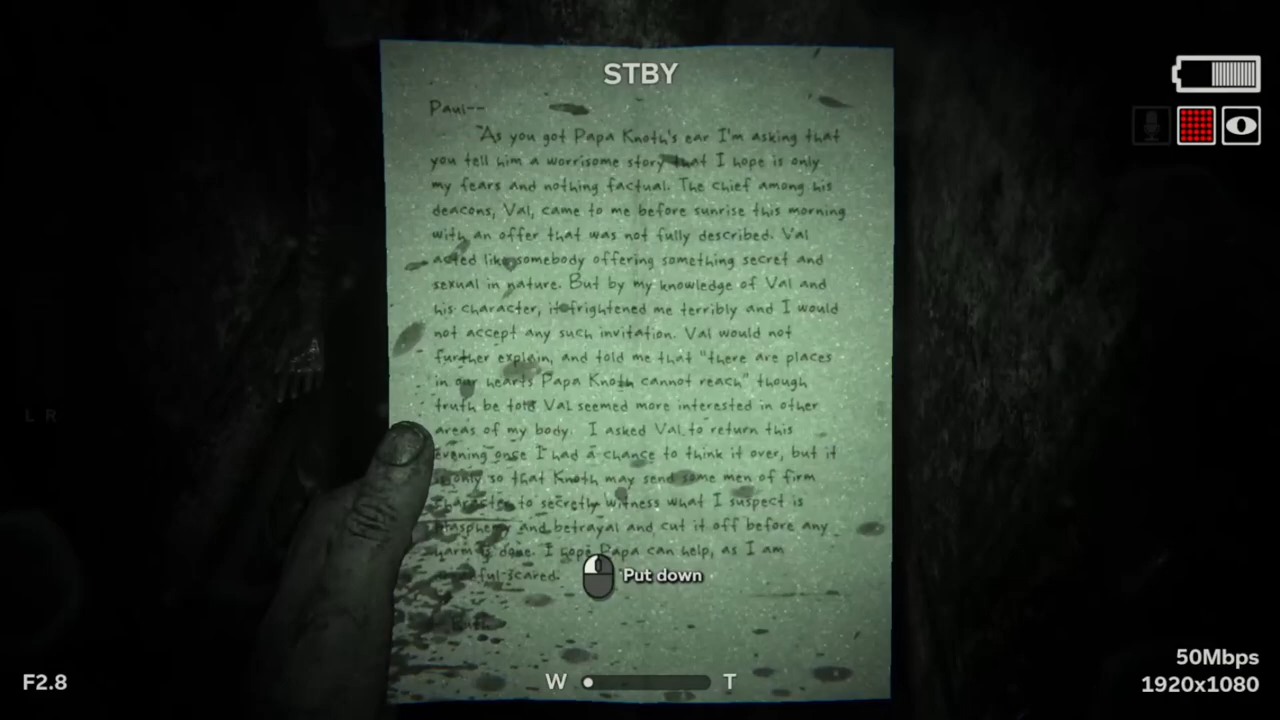 STBY
Paul--
As you got Papa Knoth's ear I'm asking that
you tell him a worrisome story that I hope is only
my fears and nothing factual. The chief among his
deacons, Val, came to me before sunrise this morning
with an offer that was not fully described. Val
acted like somebody offering something secret and
sexual in nature. But by my knowledge of Val and
his character, it frightened me terribly and I would
not accept any such invitation. Val would not
further explain, and told me that "there are places
in our hearts Papa Knoth cannot reach" though
truth be told Val seemed more interested in other
areas of my body. I asked Val to return this
evening once I had a chance to think it over, but it
is only so that Knoth may send some men of firm
character to secretly witness what I suspect is
blasphemy and betrayal and cut it off before any
harm is done. I hope Papa can help, as I am
scared.
Put down
L R
F2.8
W T
50Mbps
1920x1080